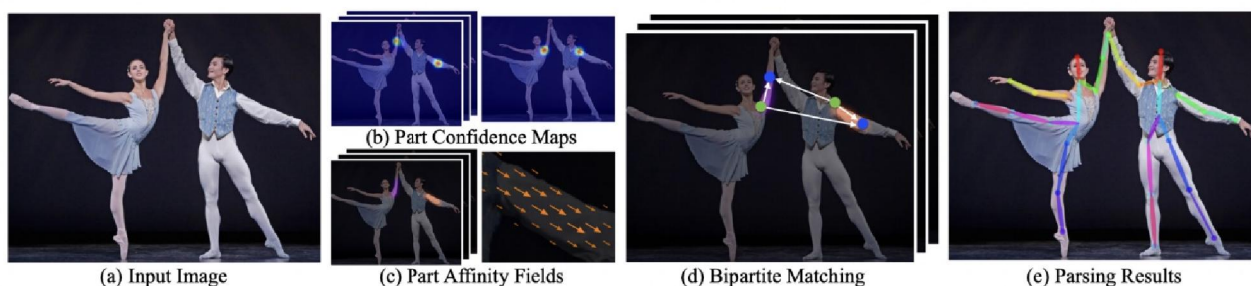 (b) Part Confidence Maps
(a) Input Image
(c) Part Affinity Fields
(d) Bipartite Matching
(e) Parsing Results